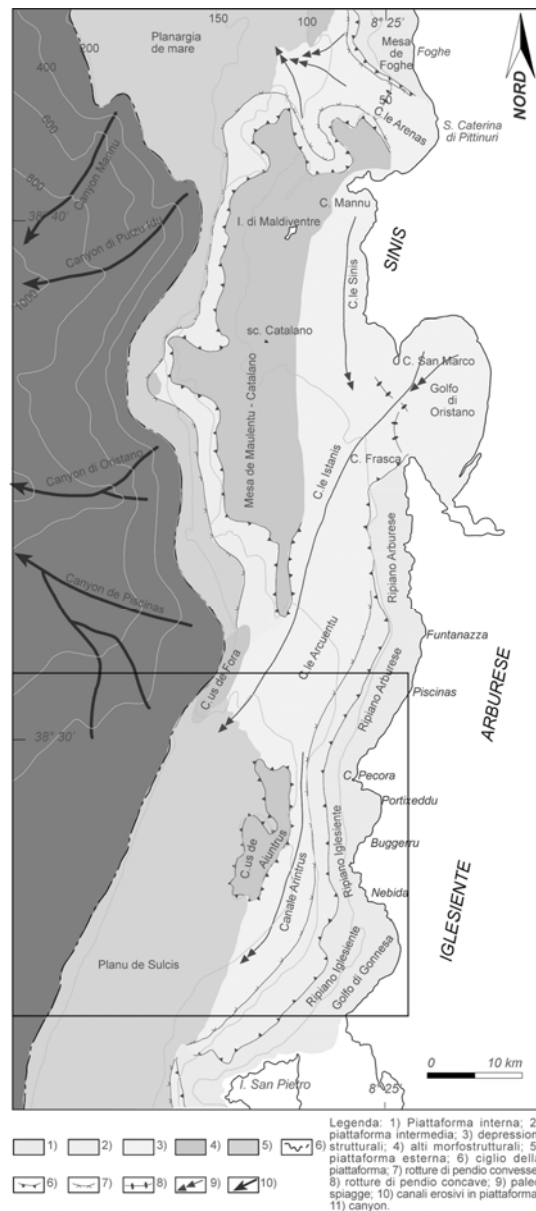 150
100
8° 25'
Planargia
de mare
200
Mesa
de
Foghe
Foghe
400
50
NORD
C.le Arenas
600
S. Caterina
di Pittinuri
Canyon Mannu
800
C. Mannu
38° 40'
I. di Maldiventre
Canyon di Putzu Idu
SINIS
1000
C.le Sinis
sc. Catalano
C. San Marco
Golfo
di
Oristano
Mesa de Maulentu - Catalano
C.le Istanis
C. Frasca
Canyon di Oristano
Ripiano Arburese
Canyon de Piscinas
Funtanazza
C.us de Fora
C.le Arcuentu
Ripiano Arburese
ARBURESE
Piscinas
38° 30'
C. Pecora
Portixeddu
C.us de
Aiuntrus
Buggerru
Ripiano Iglesiente
Canale Arintrus
Nebida
IGLESIENTE
Planu de Sulcis
Ripiano Iglesiente
Golfo di Gonnesa
0 10 km
I. San Pietro
8° 25'
1) 2) 3) 4) 5) 6)
6) 7) 8) 9) 10)
Legenda: 1) Piattaforma interna; 2)
piattaforma intermedia; 3) depression
strutturali; 4) alti morfostrutturali; 5)
piattaforma esterna; 6) ciglio della
piattaforma; 7) rotture di pendio convesse;
8) rotture di pendio concave; 9) paleo
spiagge; 10) canali erosivi in piattaforma;
11) canyon.